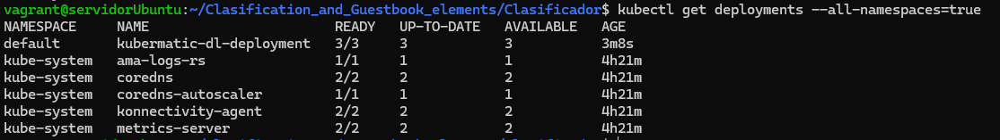 vagrant@servidorUbuntu:~/Clasification_and_Guestbook_elements/Clasificador$ kubectl get deployments --all-namespaces=true
NAMESPACE NAME READY UP-TO-DATE AVAILABLE AGE
default kubermatic-dl-deployment 3/3 3 3 3m8s
kube-system ama-logs-rs 1/1 1 1 4h21m
kube-system coredns 2/2 2 2 4h21m
kube-system coredns-autoscaler 1/1 1 1 4h21m
kube-system konnectivity-agent 2/2 2 2 4h21m
kube-system metrics-server 2/2 2 2 4h21m